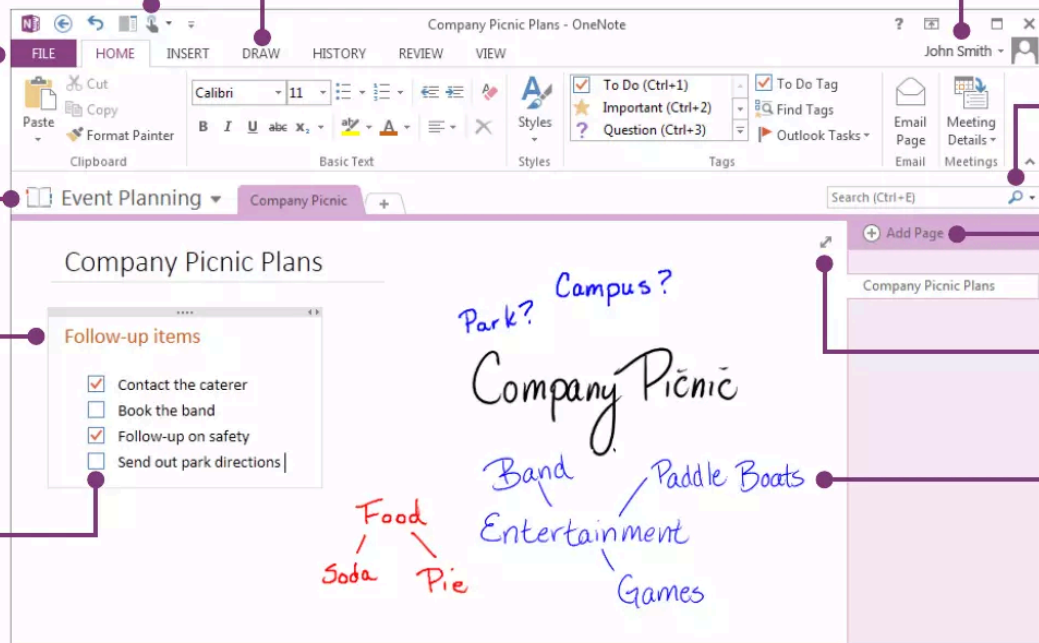 Company Picnic Plans - OneNote
?
John Smith
FILE HOME INSERT DRAW HISTORY REVIEW VIEW
Paste
Cut
Copy
Format Painter
Clipboard
Calibri 11
B I U abc X₂ aby A
Basic Text
Styles
Styles
To Do (Ctrl+1)
Important (Ctrl+2)
? Question (Ctrl+3)
To Do Tag
Find Tags
Outlook Tasks
Tags
Email
Page
Email
Meeting
Details
Meetings
Event Planning
Company Picnic
+
Search (Ctrl+E)
Add Page
Company Picnic Plans
Company Picnic Plans
Follow-up items
Contact the caterer
Book the band
Follow-up on safety
Send out park directions
Park?
Campus?
Company Picnic
Band
Paddle Boats
Entertainment
Games
Food
Soda
Pie